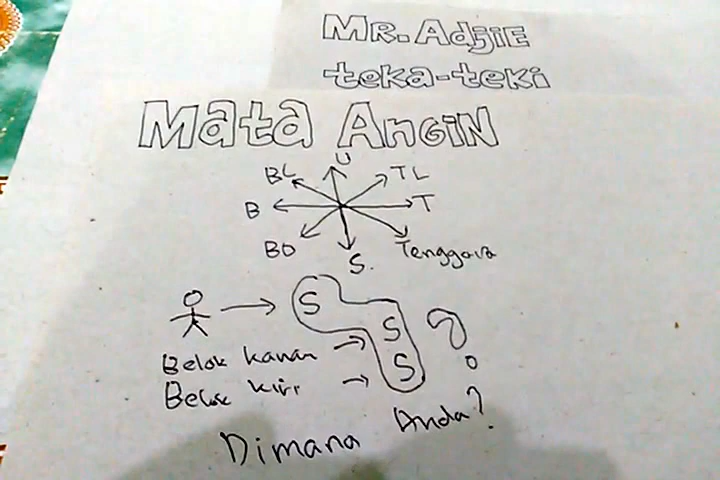 MR. AdjiE
teka-teki
Mata AnGiN
U
BL TL
B T
BD Tenggara
S.
S
Belok kanan S ?
Belok kiri S
Dimana Anda?